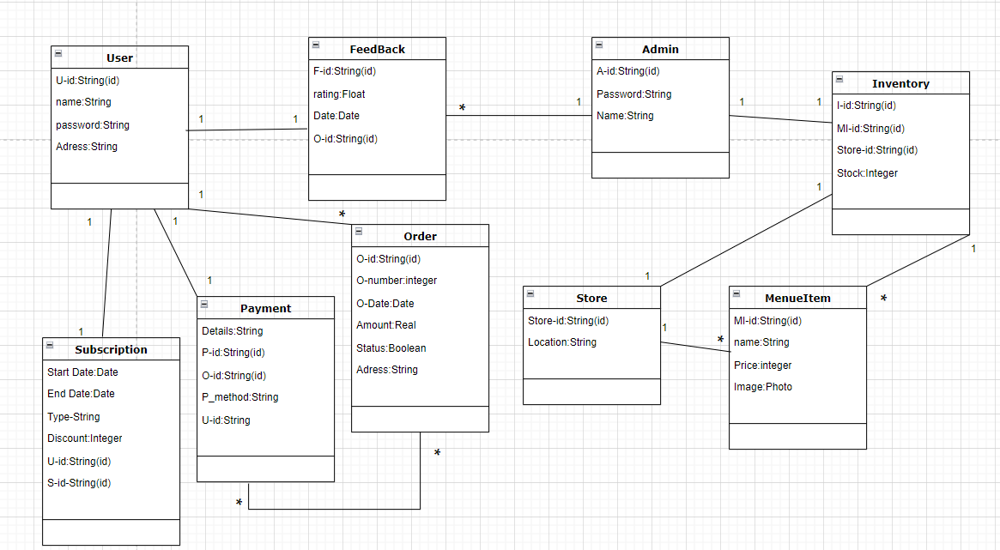 User
U-id:String(id)
name:String
password:String
Adress:String
1
1
1
1
FeedBack
F-id:String(id)
rating:Float
Date:Date
O-id:String(id)
1
*
Admin
A-id:String(id)
Password:String
Name:String
1
1
Inventory
I-id:String(id)
MI-id:String(id)
Store-id:String(id)
Stock:Integer
1
1
1
*
Order
O-id:String(id)
O-number:integer
O-Date:Date
Amount:Real
Status:Boolean
Adress:String
*
1
Payment
Details:String
P-id:String(id)
O-id:String(id)
P_method:String
U-id:String
*
1
Subscription
Start Date:Date
End Date:Date
Type-String
Discount:Integer
U-id:String(id)
S-id-String(id)
1
Store
Store-id:String(id)
Location:String
1
*
MenueItem
MI-id:String(id)
name:String
Price:integer
Image:Photo
*